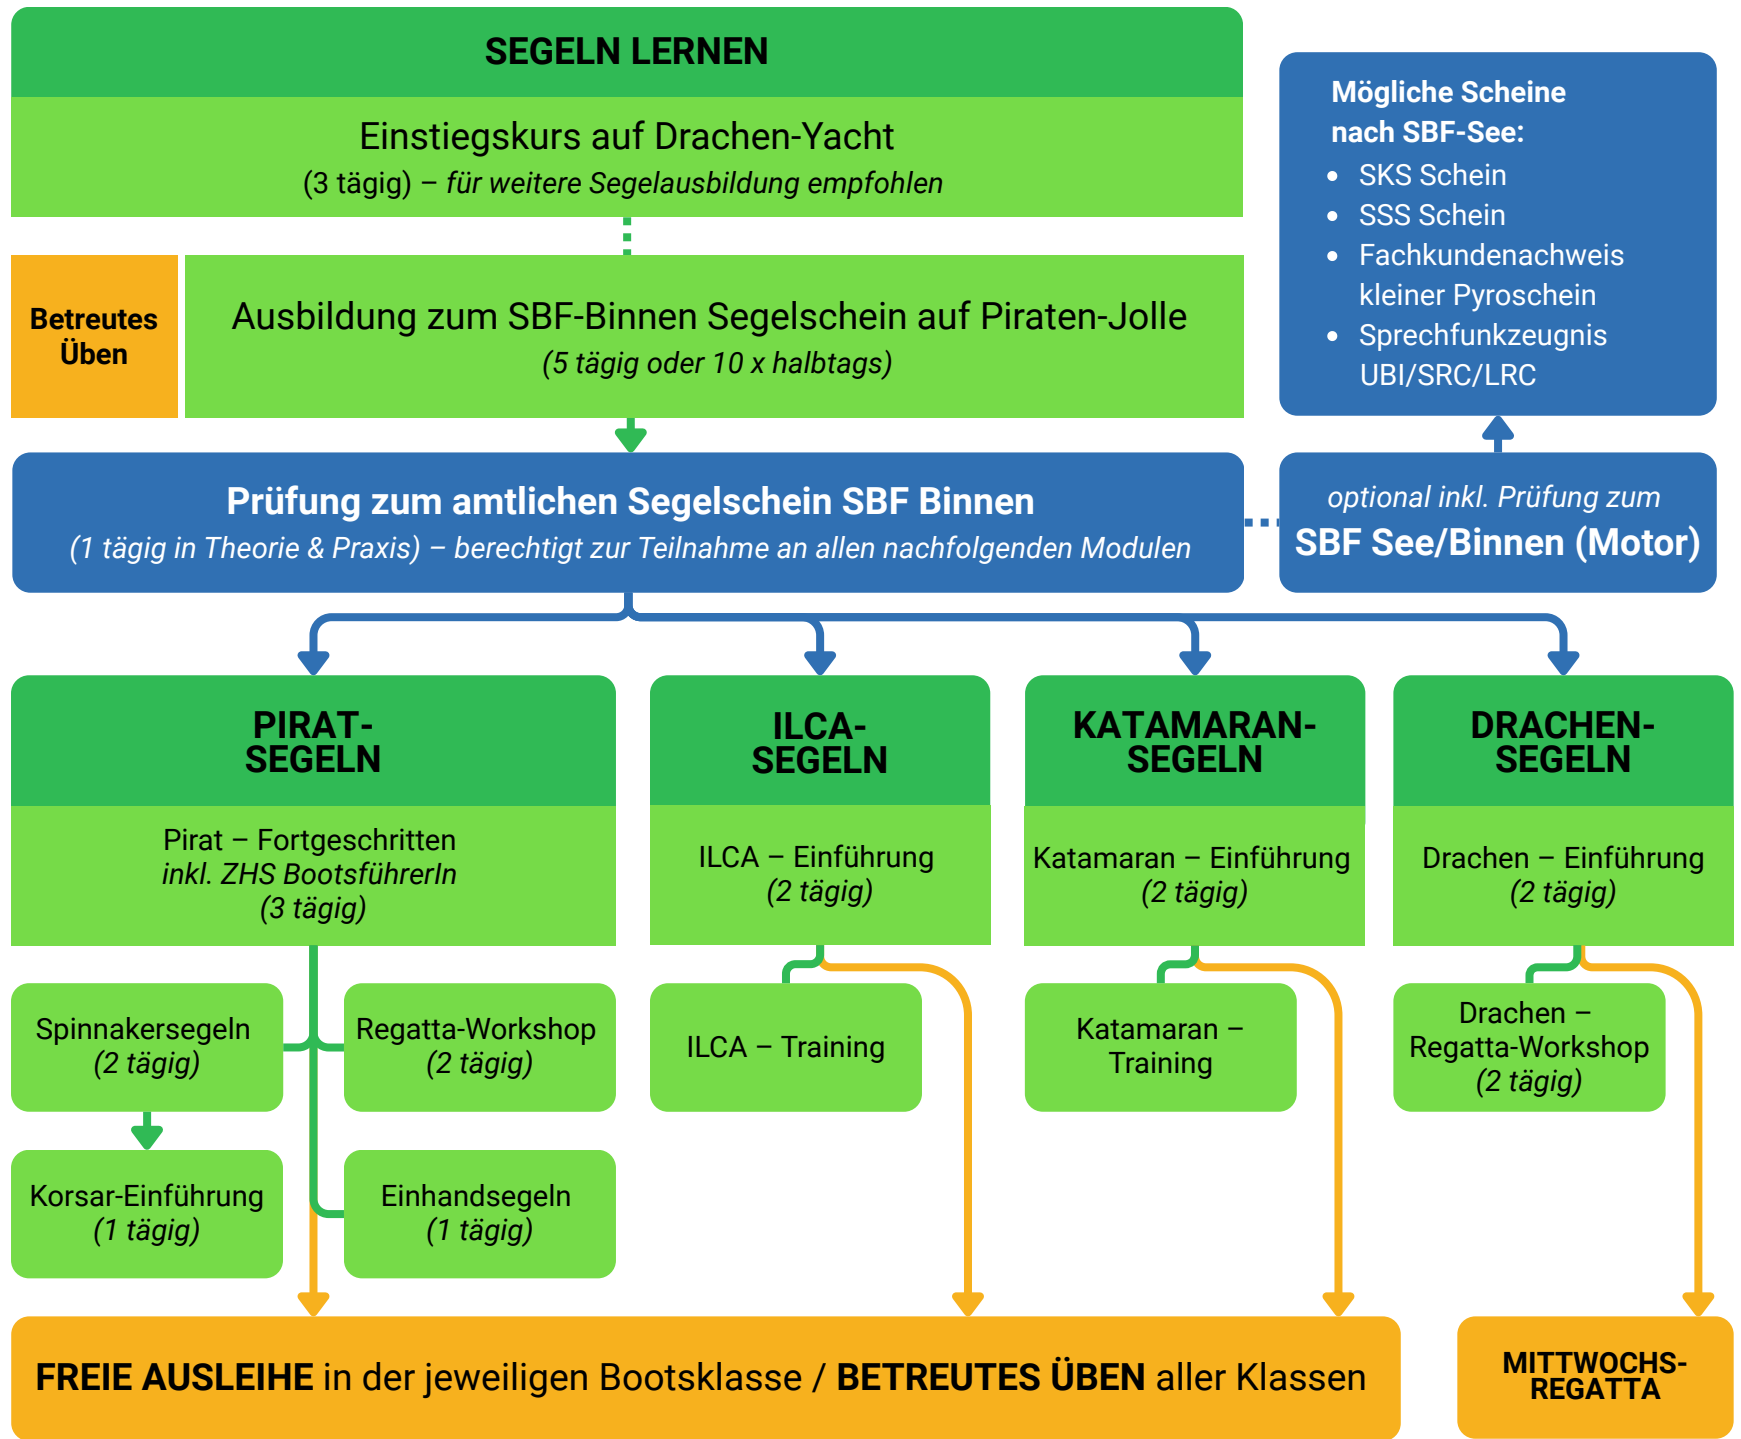 SEGELN LERNEN
Einstiegskurs auf Drachen-Yacht
(3 tägig) – für weitere Segelausbildung empfohlen
Betreutes
Üben
Ausbildung zum SBF-Binnen Segelschein auf Piraten-Jolle
(5 tägig oder 10 x halbtags)
Mögliche Scheine
nach SBF-See:
• SKS Schein
• SSS Schein
• Fachkundenachweis
kleiner Pyroschein
• Sprechfunkzeugnis
UBI/SRC/LRC
Prüfung zum amtlichen Segelschein SBF Binnen
(1 tägig in Theorie & Praxis) – berechtigt zur Teilnahme an allen nachfolgenden Modulen
optional inkl. Prüfung zum
SBF See/Binnen (Motor)
PIRAT-
SEGELN
Pirat – Fortgeschritten
inkl. ZHS BootsführerIn
(3 tägig)
Spinnakersegeln
(2 tägig)
Regatta-Workshop
(2 tägig)
Korsar-Einführung
(1 tägig)
Einhandsegeln
(1 tägig)
ILCA-
SEGELN
ILCA – Einführung
(2 tägig)
ILCA – Training
KATAMARAN-
SEGELN
Katamaran – Einführung
(2 tägig)
Katamaran –
Training
DRACHEN-
SEGELN
Drachen – Einführung
(2 tägig)
Drachen –
Regatta-Workshop
(2 tägig)
FREIE AUSLEIHE in der jeweiligen Bootsklasse / BETREUTES ÜBEN aller Klassen
MITTWOCHS-
REGATTA